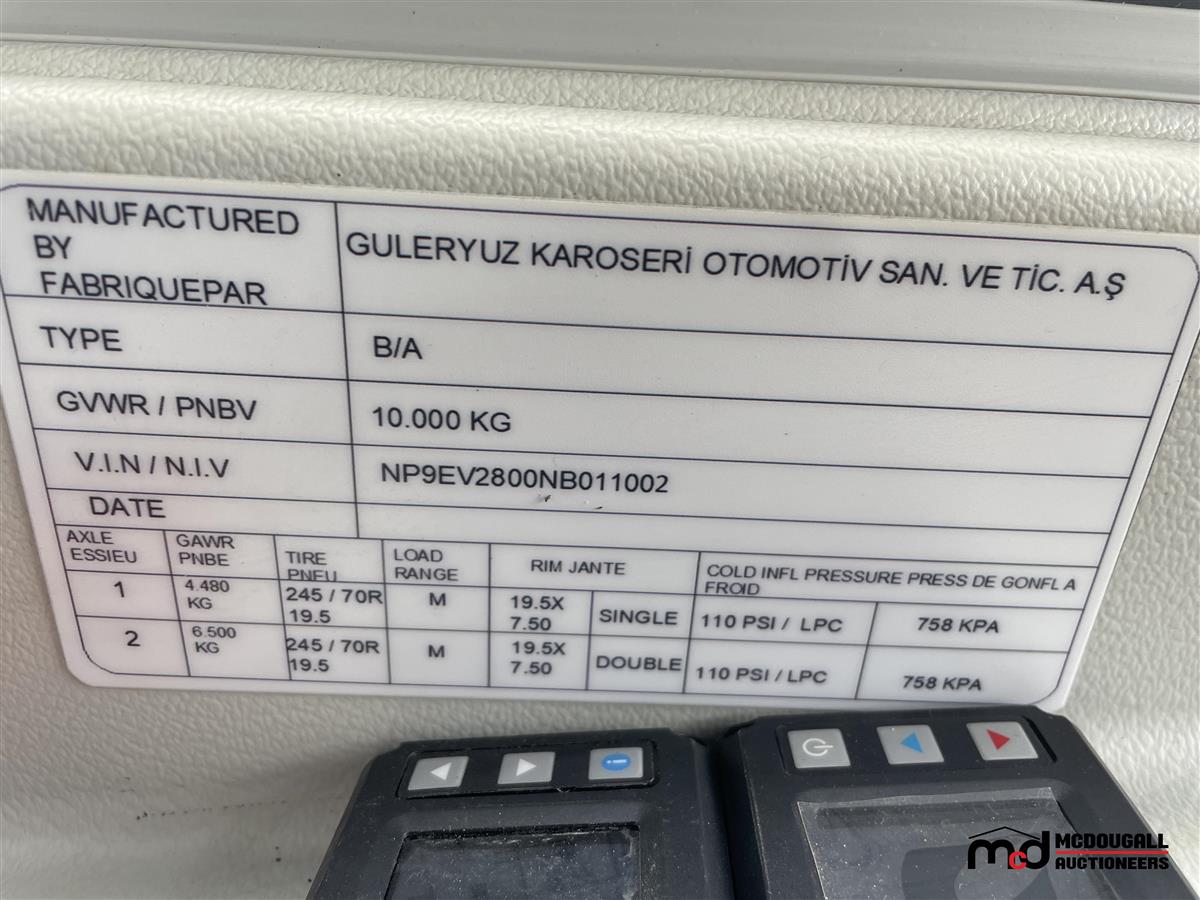 MANUFACTURED
BY
FABRIQUEPAR
GULERYUZ KAROSERİ OTOMOTİV SAN. VE TİC. A.Ş
TYPE
B/A
GVWR / PNBV
10.000 KG
V.I.N / N.I.V
NP9EV2800NB011002
DATE
AXLE
ESSIEU
GAWR
PNBE
TIRE
PNEU
LOAD
RANGE
RIM JANTE
COLD INFL PRESSURE PRESS DE GONFL A
FROID
1
4.480
KG
245 / 70R
19.5
M
19.5X
7.50
SINGLE
110 PSI / LPC
758 KPA
2
6.500
KG
245 / 70R
19.5
M
19.5X
7.50
DOUBLE
110 PSI / LPC
758 KPA
mcd
MCDOUGALL
AUCTIONEERS